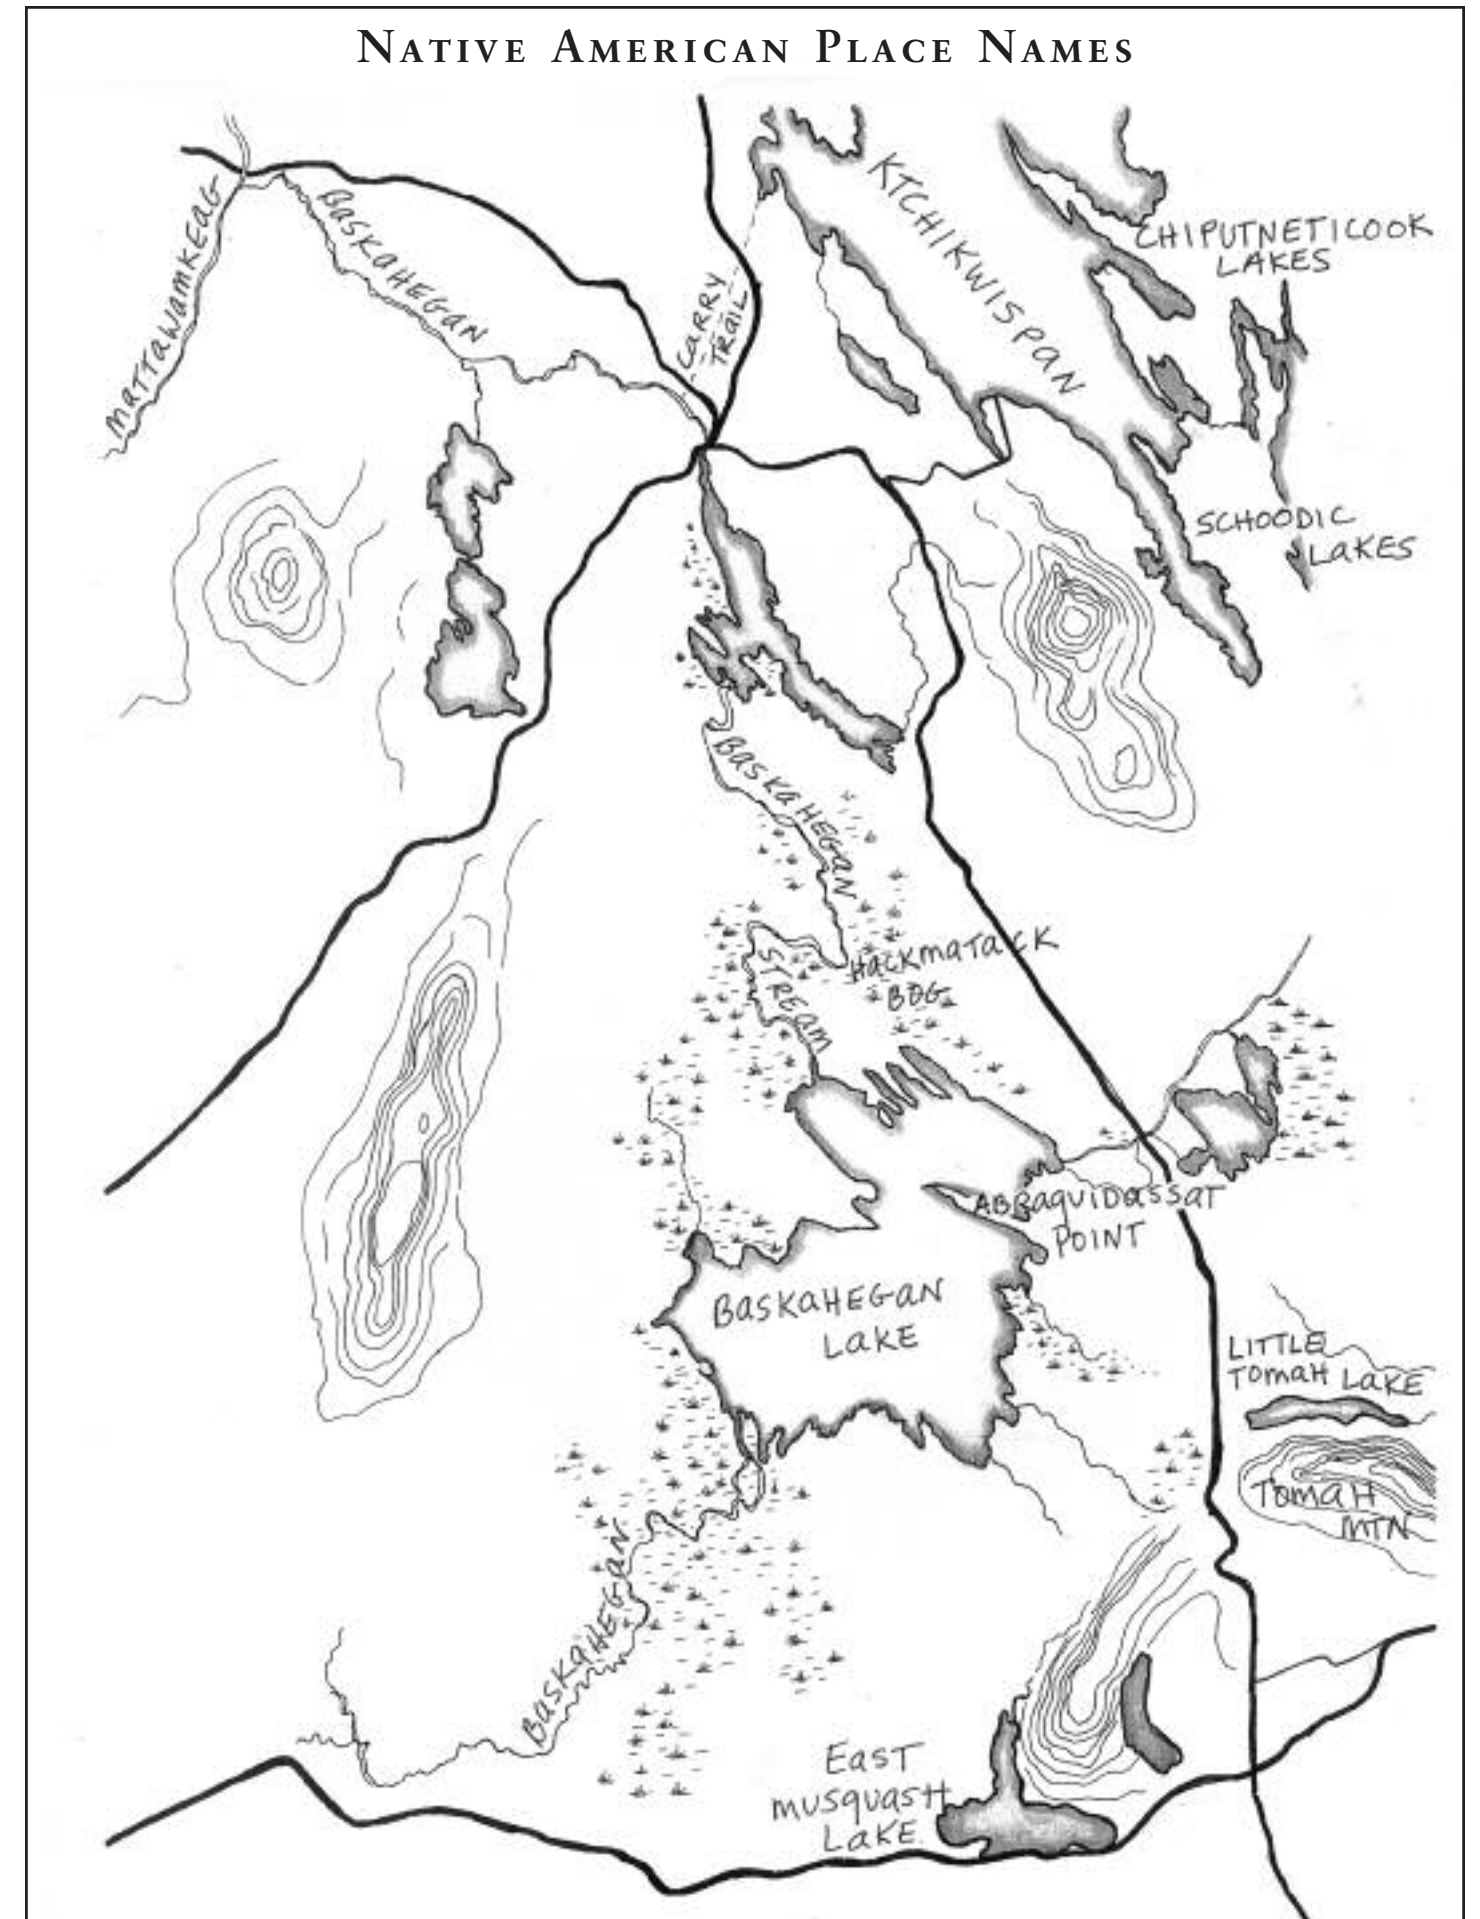 NATIVE AMERICAN PLACE NAMES
MATTAWAMKEAG
BASKAHEGAN
CARRY
TRAIL
KTCHIKWISPAN
CHIPUTNETICOOK
LAKES
SCHOODIC
LAKES
BASKAHEGAN
STREAM
HACKMATACK
BOG
ABRAQUIDASSAT
POINT
BASKAHEGAN
LAKE
LITTLE
TOMAH LAKE
TOMAH
MTN
BASKAHEGAN
EAST
MUSQUASH
LAKE